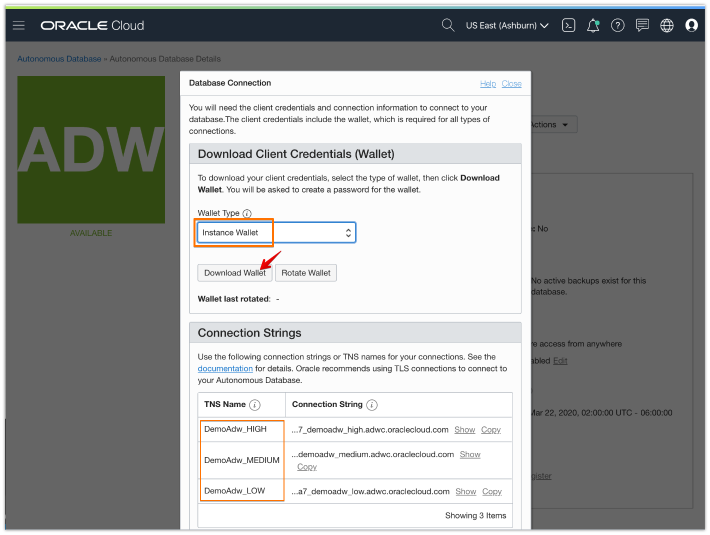 ORACLE Cloud
US East (Ashburn)
Autonomous Database » Autonomous Database Details
ADW
AVAILABLE
Database Connection
Help Close
You will need the client credentials and connection information to connect to your
database.The client credentials include the wallet, which is required for all types of
connections.
Download Client Credentials (Wallet)
To download your client credentials, select the type of wallet, then click Download
Wallet. You will be asked to create a password for the wallet.
Wallet Type
Instance Wallet
Download Wallet Rotate Wallet
Wallet last rotated: -
Connection Strings
Use the following connection strings or TNS names for your connections. See the
documentation for details. Oracle recommends using TLS connections to connect to
your Autonomous Database.
TNS Name Connection String
DemoAdw_HIGH ...7_demoadw_high.adwc.oraclecloud.com Show Copy
DemoAdw_MEDIUM ...demoadw_medium.adwc.oraclecloud.com Show
Copy
DemoAdw_LOW ...a7_demoadw_low.adwc.oraclecloud.com Show Copy
Showing 3 Items
Actions
: No
No active backups exist for this
database.
re access from anywhere
abled Edit
Mar 22, 2020, 02:00:00 UTC - 06:00:00
egister